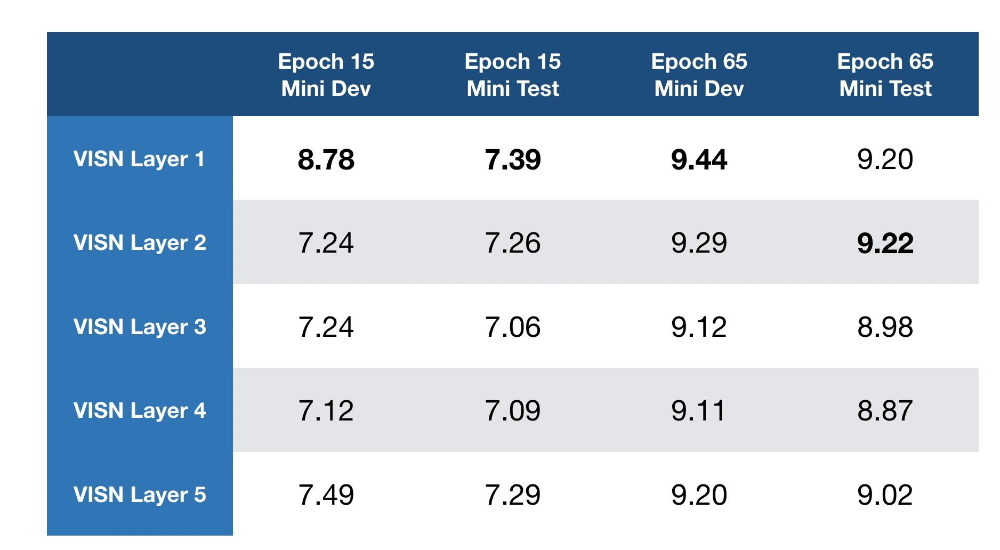 Epoch 15 Mini Dev Epoch 15 Mini Test Epoch 65 Mini Dev Epoch 65 Mini Test
VISN Layer 1 8.78 7.39 9.44 9.20
VISN Layer 2 7.24 7.26 9.29 9.22
VISN Layer 3 7.24 7.06 9.12 8.98
VISN Layer 4 7.12 7.09 9.11 8.87
VISN Layer 5 7.49 7.29 9.20 9.02